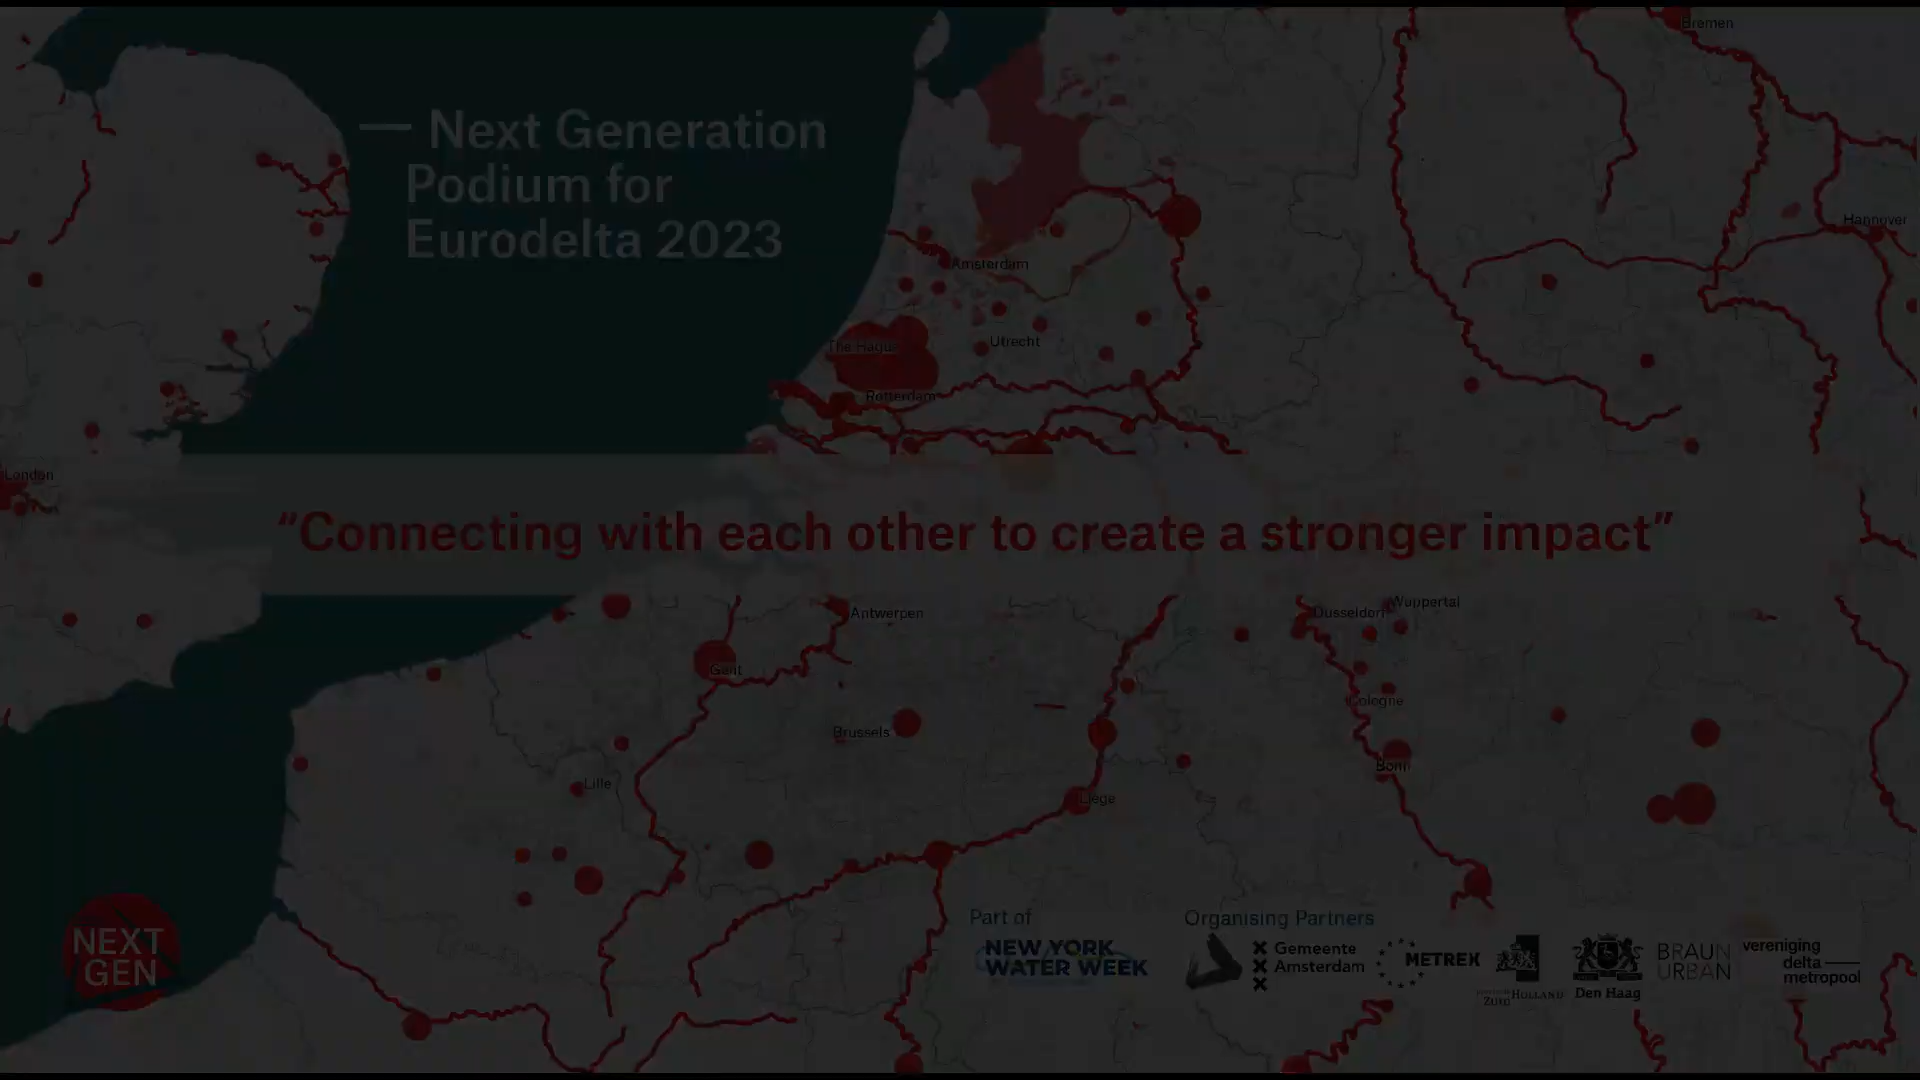 Bremen
— Next Generation
Podium for
Eurodelta 2023
Hannover
Amsterdam
The Hague
Utrecht
Rotterdam
London
“Connecting with each other to create a stronger impact”
Antwerpen
Dusseldorf
Wuppertal
Gent
Cologne
Brussels
Bonn
Lille
Liege
NEXT
GEN
Part of
NEW YORK
WATER WEEK
Organising Partners
Gemeente
Amsterdam
METREX
HOLLAND
Den Haag
BRAUN
URBAN
vereniging
delta
metropool